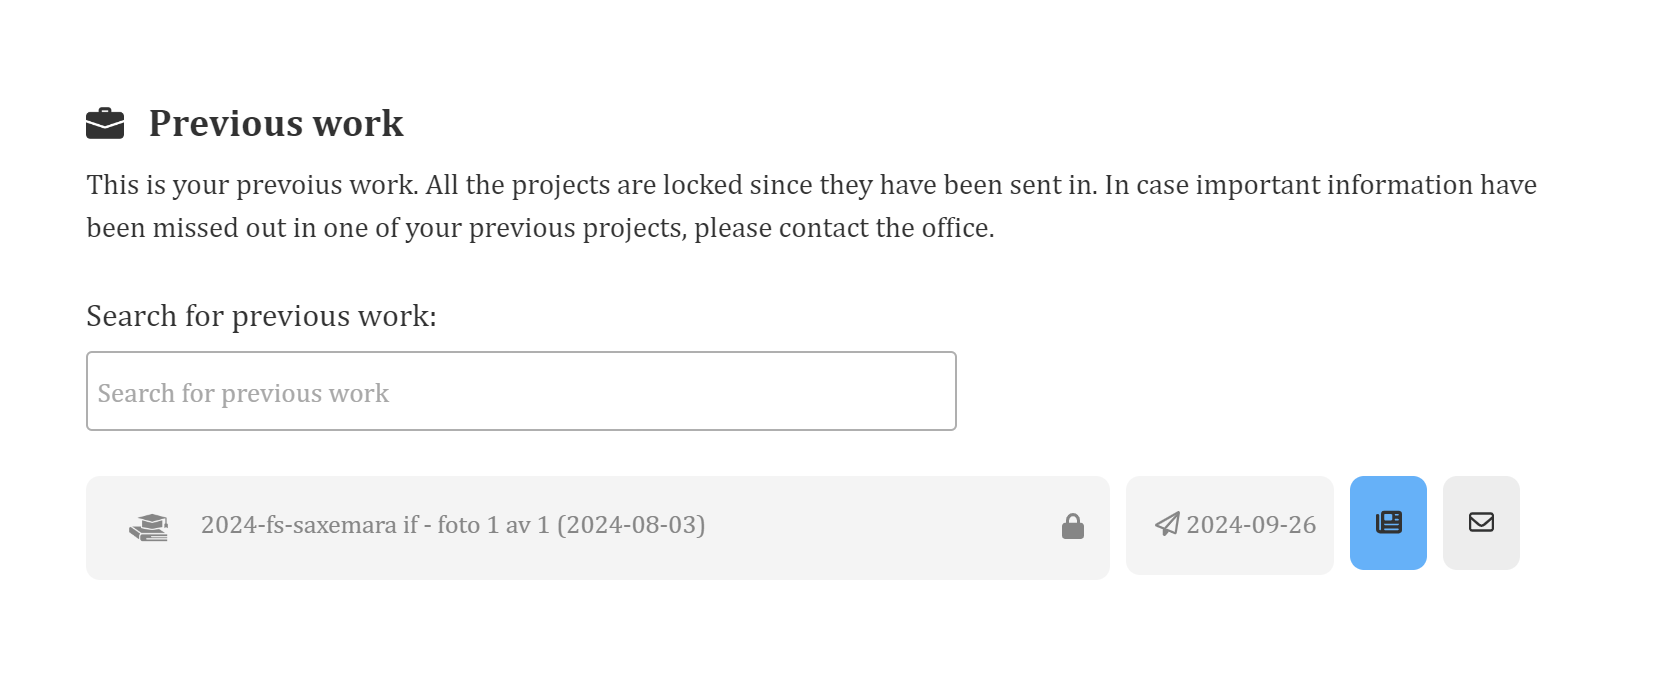 Previous work
This is your prevoius work. All the projects are locked since they have been sent in. In case important information have
been missed out in one of your previous projects, please contact the office.
Search for previous work:
Search for previous work
2024-fs-saxemara if - foto 1 av 1 (2024-08-03) 2024-09-26